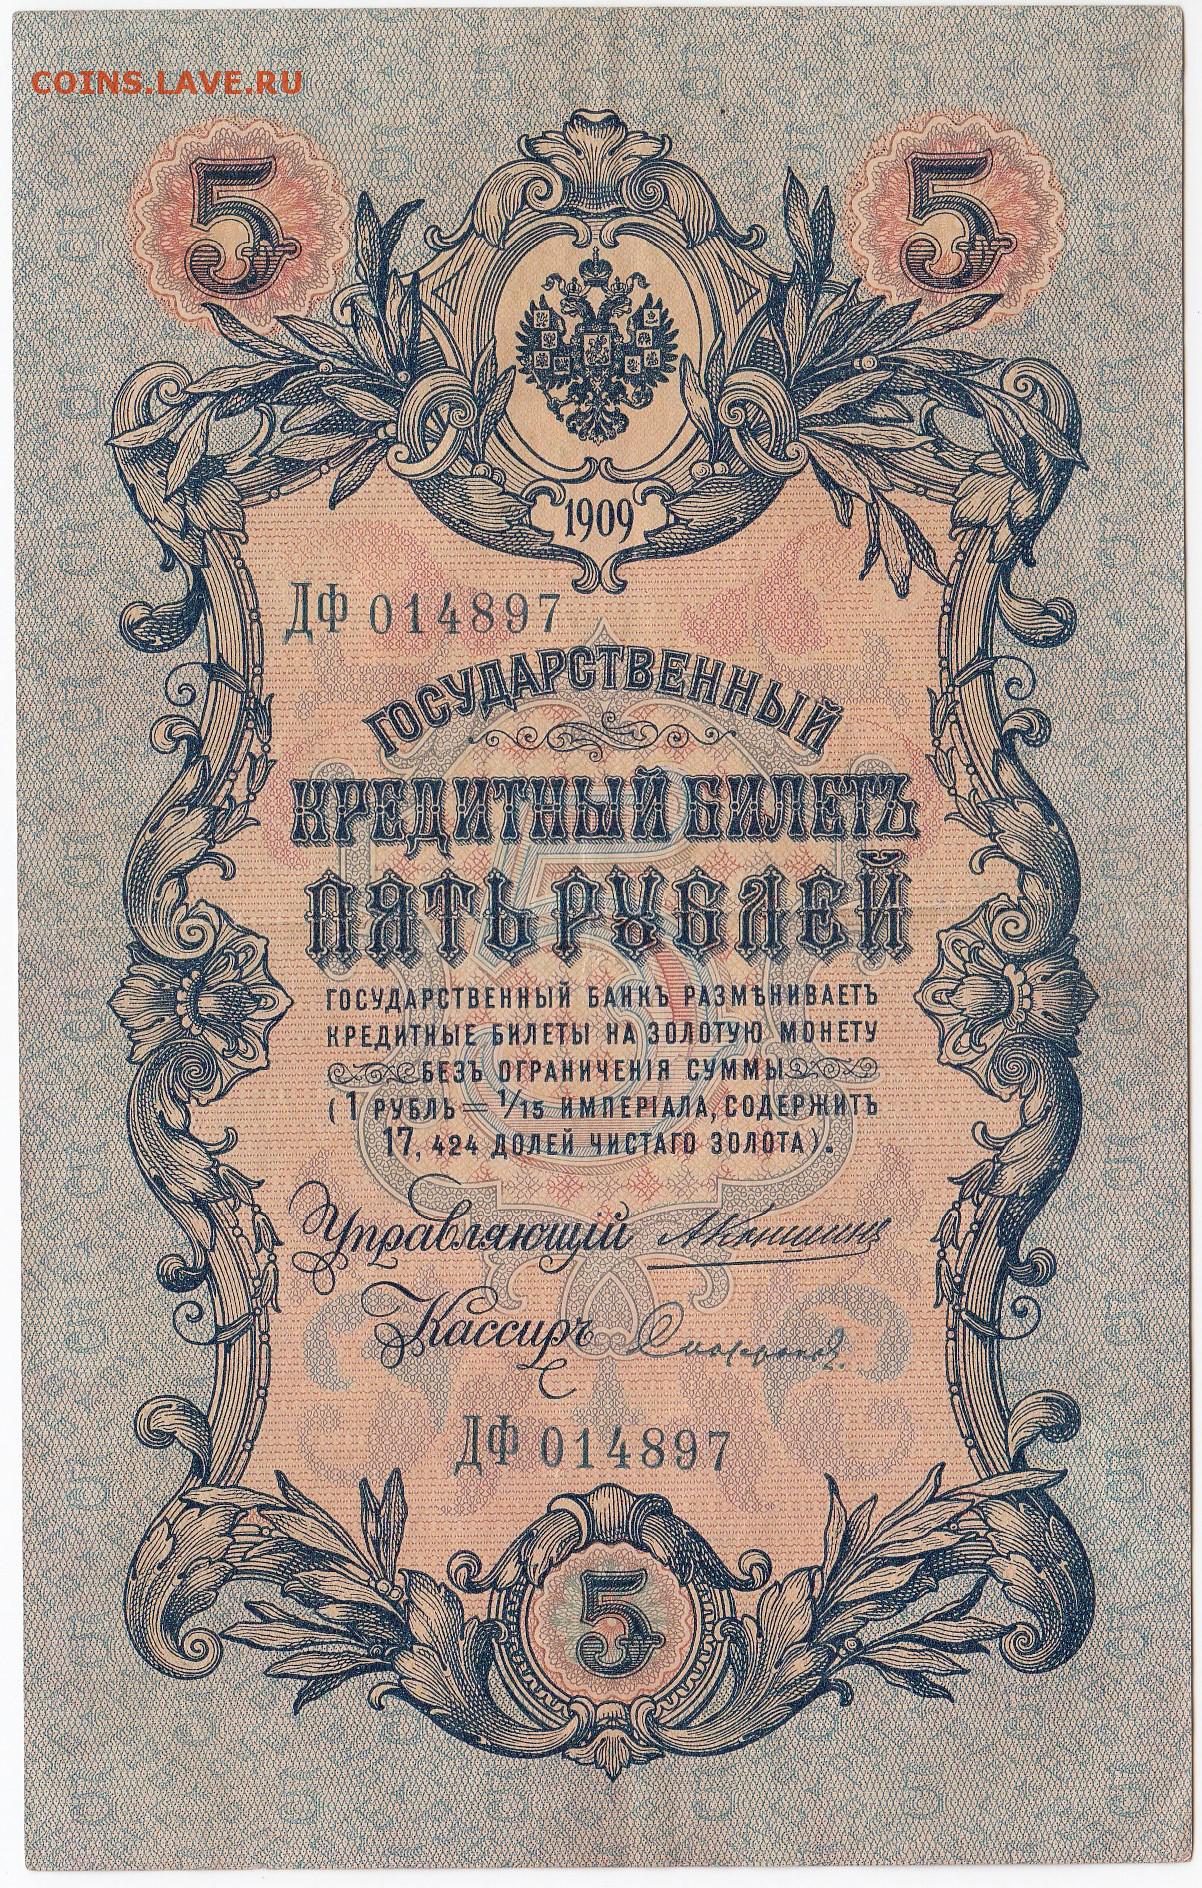 COINS.LAVE.RU
5 5
1909
ДФ 014897
ГОСУДАРСТВЕННЫЙ
КРЕДИТНЫЙ БИЛЕТЪ
ПЯТЬ РУБЛЕЙ
ГОСУДАРСТВЕННЫЙ БАНКЪ РАЗМѢНИВАЕТЪ
КРЕДИТНЫЕ БИЛЕТЫ НА ЗОЛОТУЮ МОНЕТУ
БЕЗЪ ОГРАНИЧЕНІЯ СУММЫ
(1 РУБЛЬ = 1/15 ИМПЕРІАЛА, СОДЕРЖИТЪ
17,424 ДОЛЕЙ ЧИСТАГО ЗОЛОТА).
Управляющій АКоншинъ
Кассиръ
ДФ 014897
5